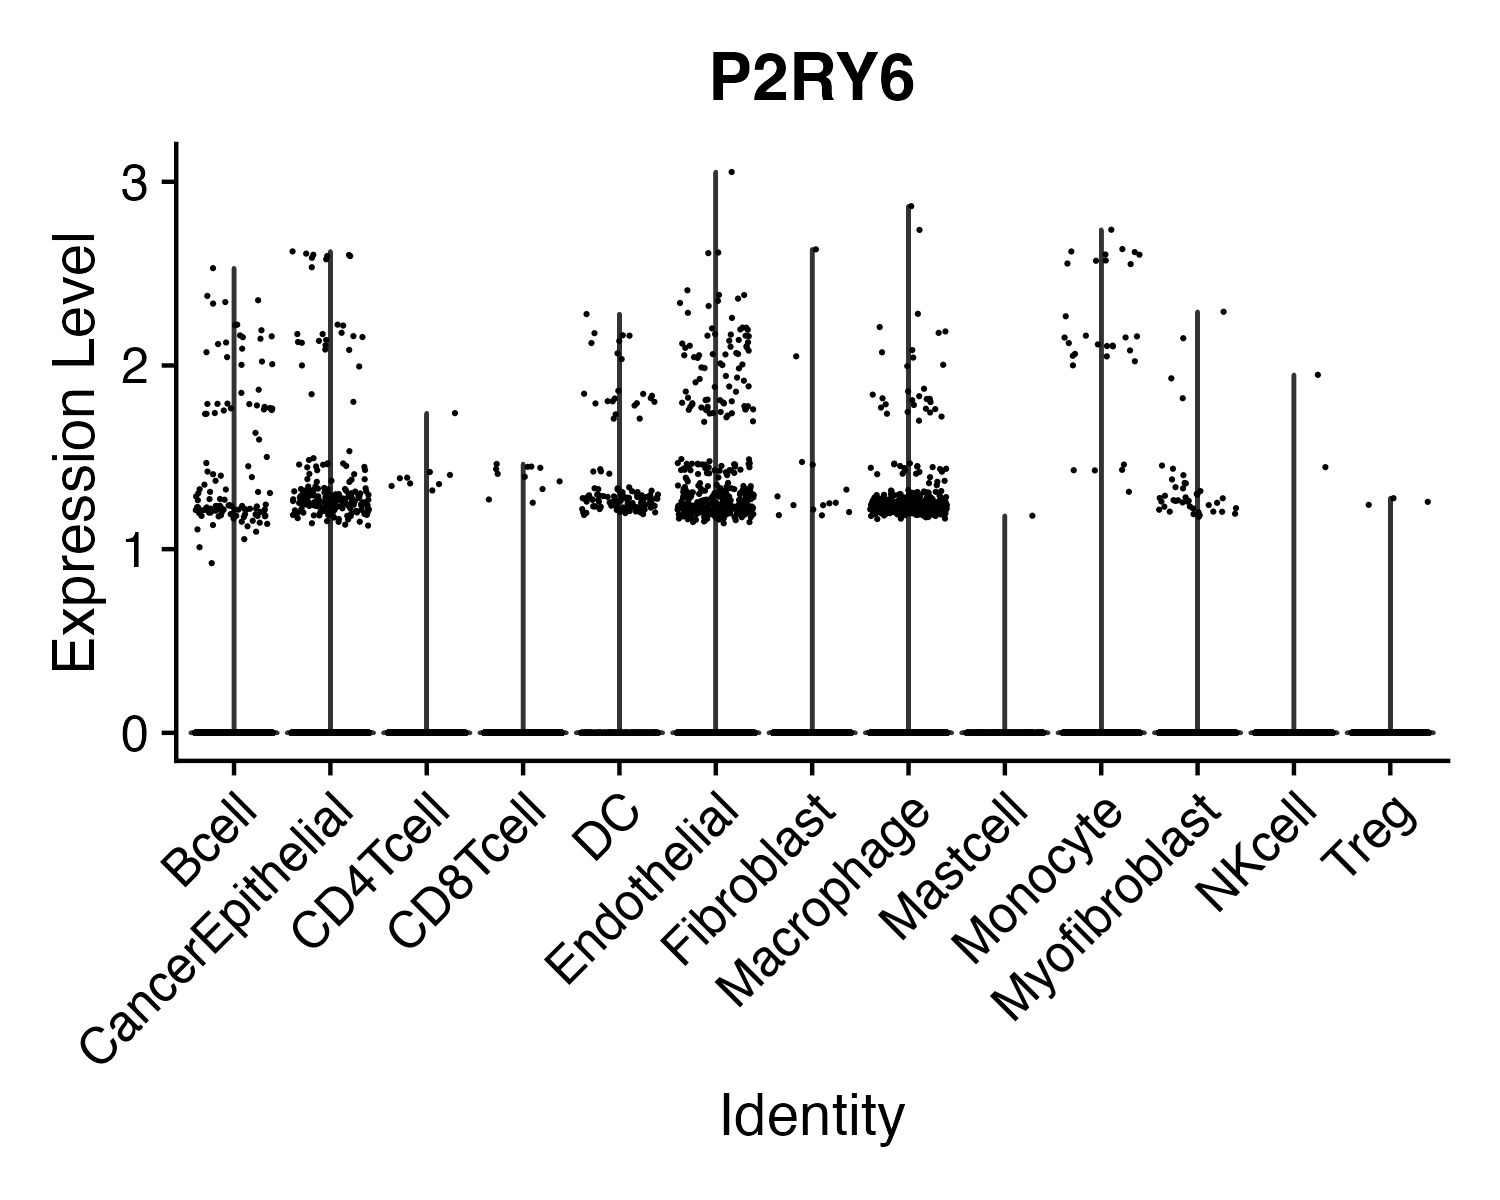 P2RY6
Expression Level
3
2
1
0
Bcell
CancerEpithelial
CD4Tcell
CD8Tcell
DC
Endothelial
Fibroblast
Macrophage
Mastcell
Monocyte
Myofibroblast
NKcell
Treg
Identity